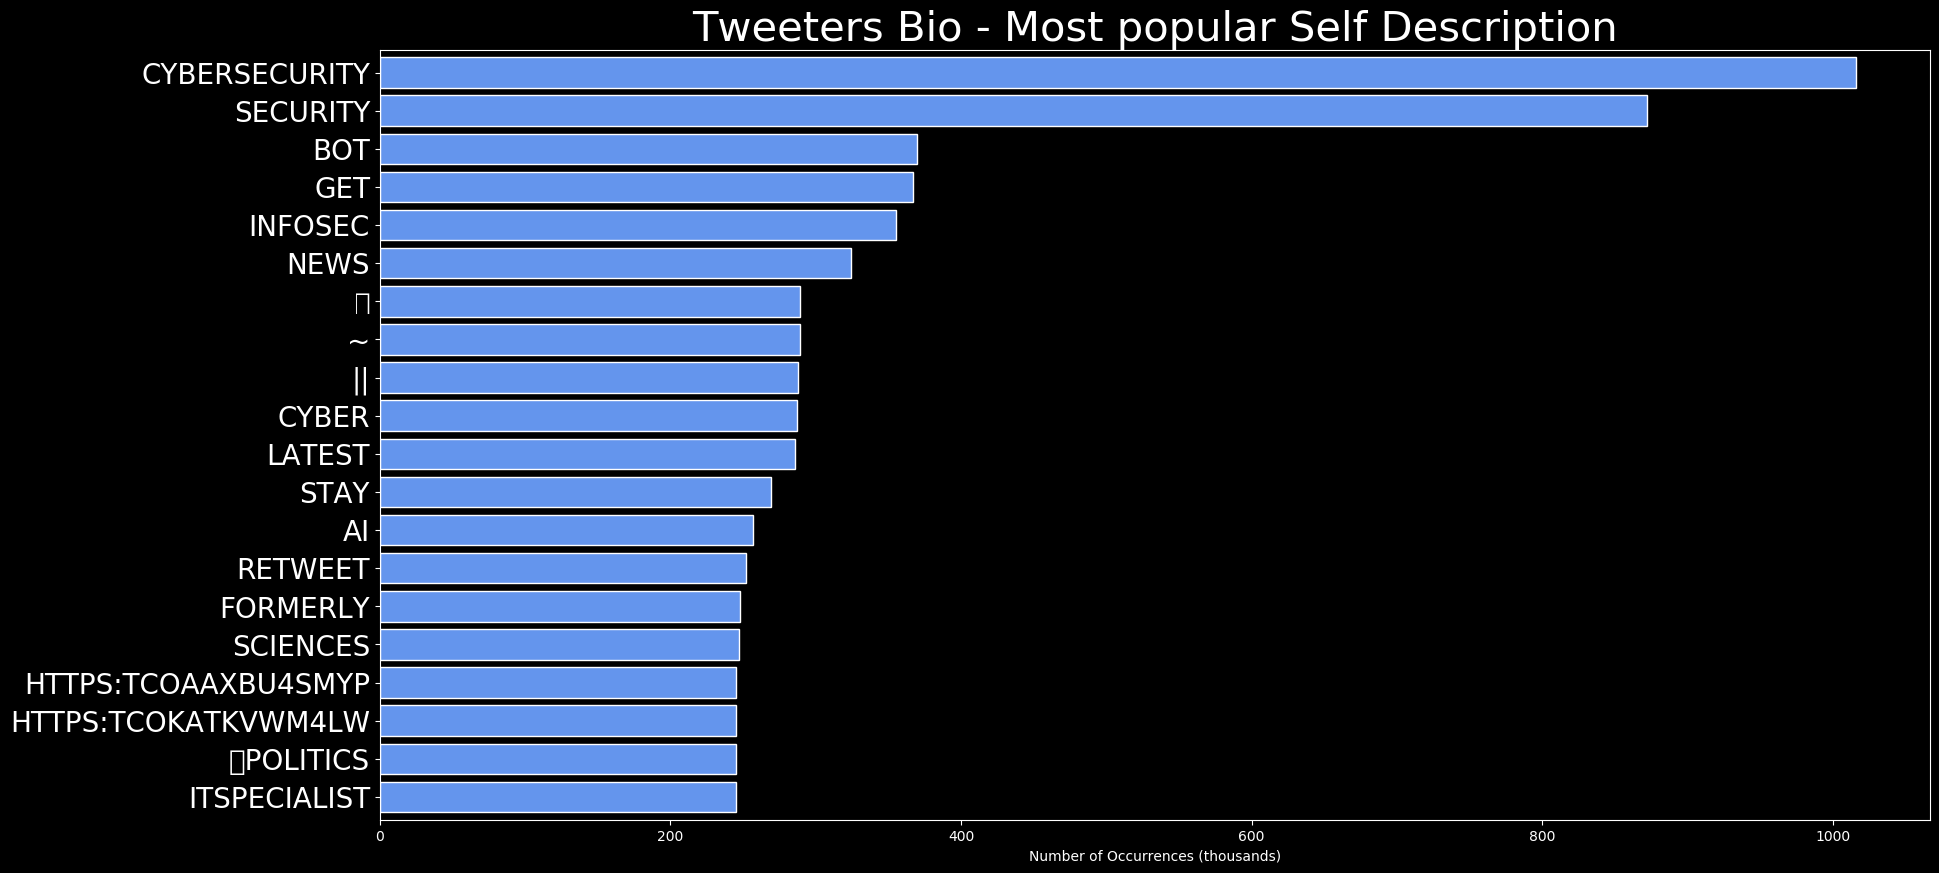 Tweeters Bio - Most popular Self Description
CYBERSECURITY
SECURITY
BOT
GET
INFOSEC
NEWS
~
||
CYBER
LATEST
STAY
AI
RETWEET
FORMERLY
SCIENCES
HTTPS:TCOAAXBU4SMYP
HTTPS:TCOKATKVWM4LW
POLITICS
ITSPECIALIST
0 200 400 600 800 1000
Number of Occurrences (thousands)